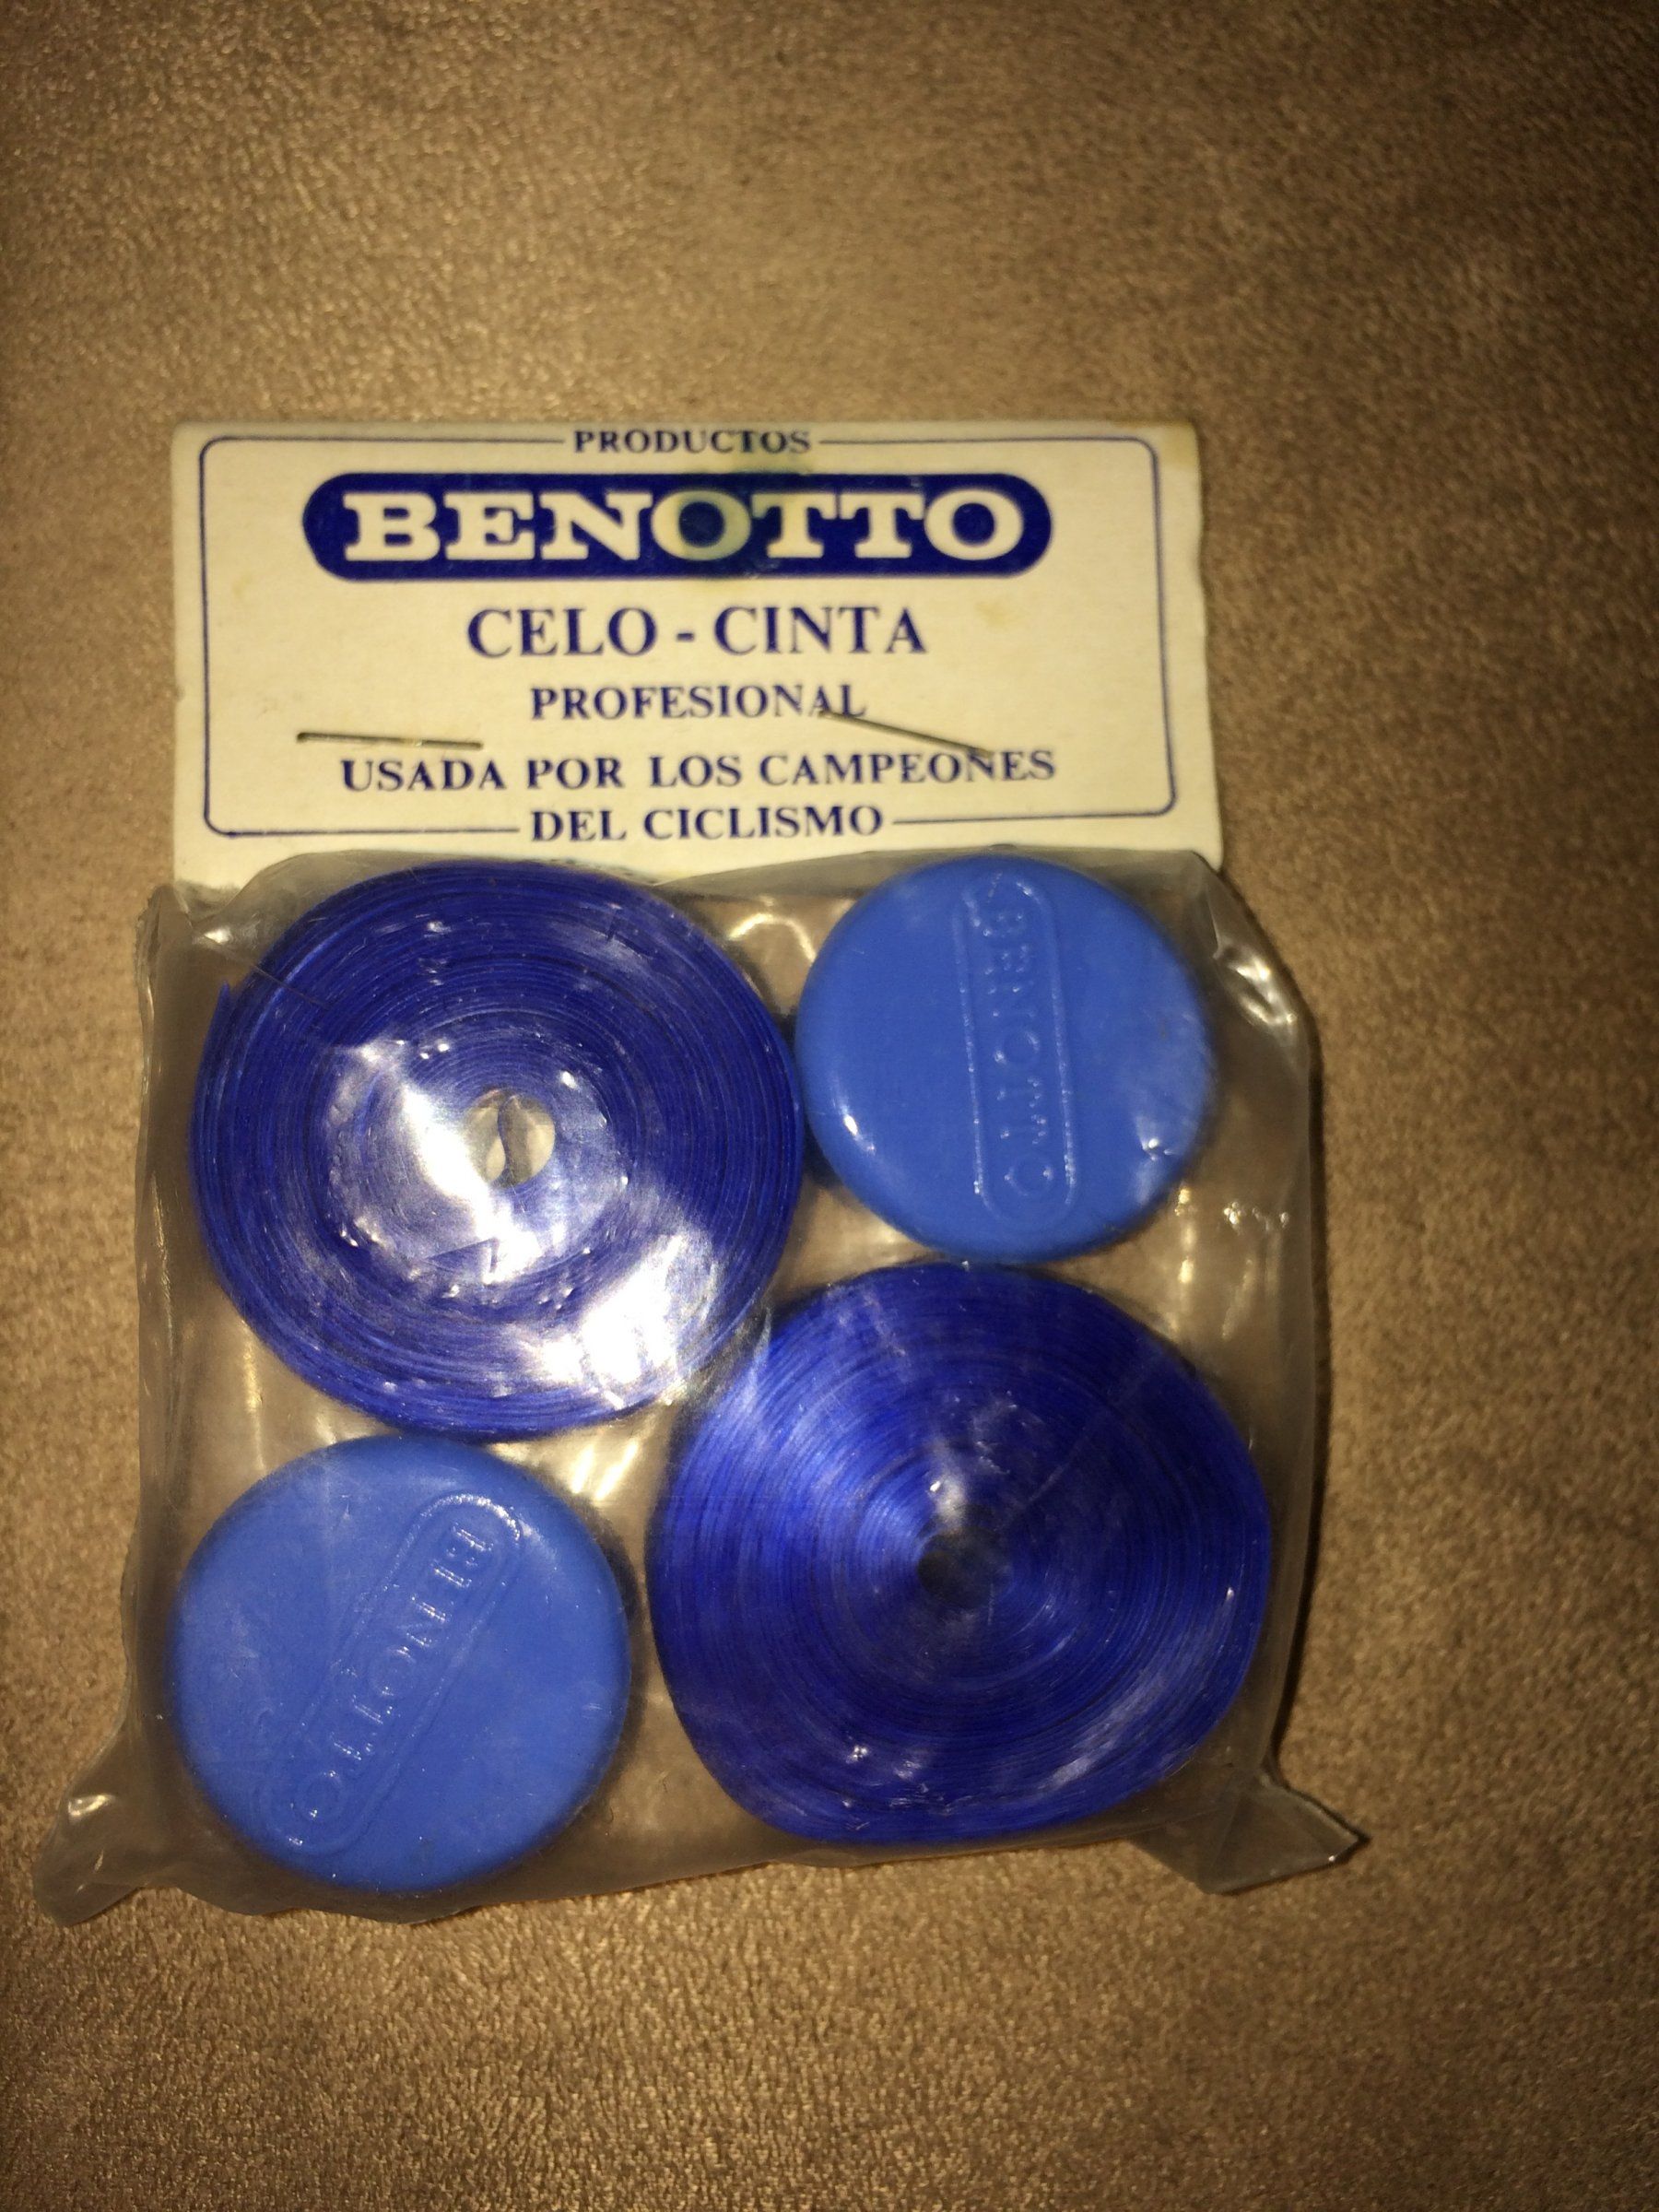 PRODUCTOS
BENOTTO
CELO - CINTA
PROFESIONAL
USADA POR LOS CAMPEONES
DEL CICLISMO
BENOTTO
BENOTTO